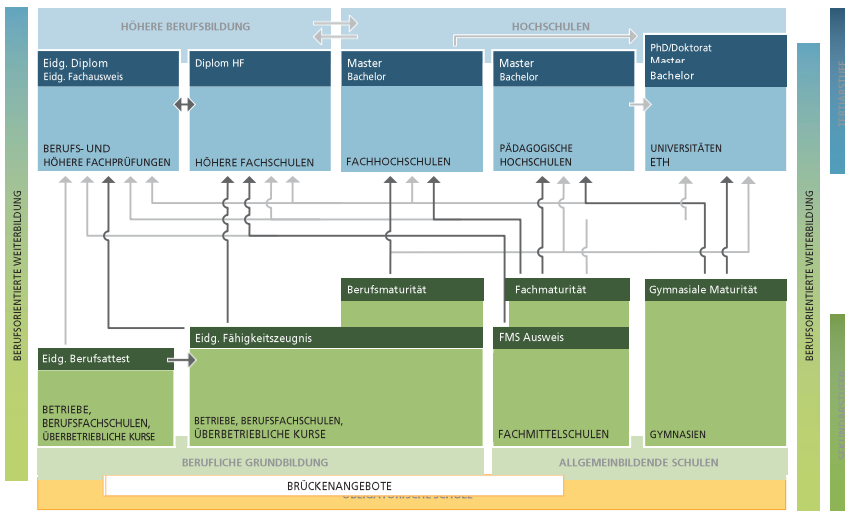 HÖHERE BERUFSBILDUNG
HOCHSCHULEN
Eidg. Diplom
Eidg. Fachausweis
Diplom HF
Master
Bachelor
Master
Bachelor
PhD/Doktorat
Master
Bachelor
BERUFS- UND
HÖHERE FACHPRÜFUNGEN
HÖHERE FACHSCHULEN
FACHHOCHSCHULEN
PÄDAGOGISCHE
HOCHSCHULEN
UNIVERSITÄTEN
ETH
BERUFSORIENTIERTE WEITERBILDUNG
BERUFSORIENTIERTE WEITERBILDUNG
Berufsmaturität
Fachmaturität
Gymnasiale Maturität
Eidg. Fähigkeitszeugnis
FMS Ausweis
Eidg. Berufsattest
BETRIEBE,
BERUFSFACHSCHULEN,
ÜBERBETRIEBLICHE KURSE
BETRIEBE, BERUFSFACHSCHULEN,
ÜBERBETRIEBLICHE KURSE
FACHMITTELSCHULEN
GYMNASIEN
BERUFLICHE GRUNDBILDUNG
ALLGEMEINBILDENDE SCHULEN
BRÜCKENANGEBOTE
OBLIGATORISCHE SCHULE